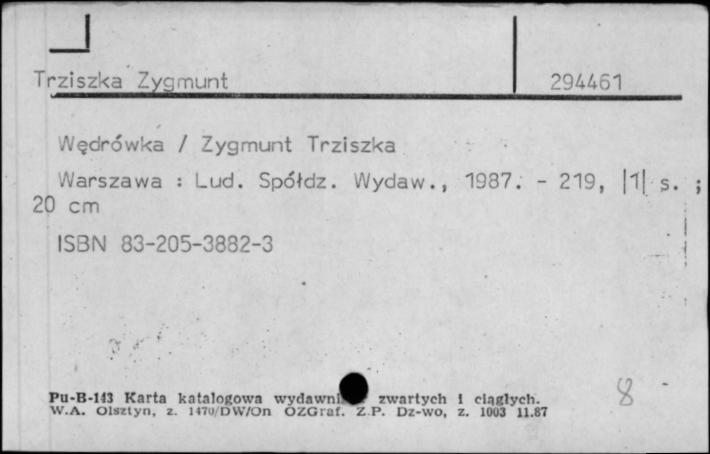 Trziszka Zygmunt 294461
Wędrówka / Zygmunt Trziszka
Warszawa : Lud. Spółdz. Wydaw., 1987. - 219, |1| s. ;
20 cm
ISBN 83-205-3882-3
Pu-B-143 Karta katalogowa zwartych i ciągłych. 8
W.A. Olsztyn, z. 1470/DW/On OZGraf. Z.P. Dz-wo, z. 1003 11.87